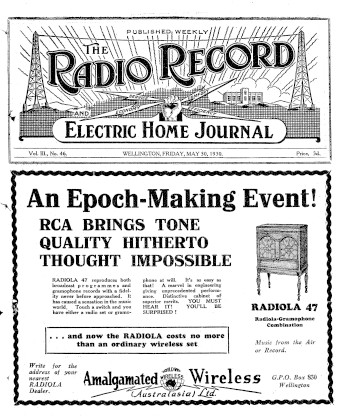 PUBLISHED WEEKLY
THE
RADIO RECORD
AND
ELECTRIC HOME JOURNAL
Vol. III., No. 46.
WELLINGTON, FRIDAY, MAY 30, 1930.
Price, 3d.
An Epoch-Making Event!
RCA BRINGS TONE
QUALITY HITHERTO
THOUGHT IMPOSSIBLE
RADIOLA 47 reproduces both
broadcast programmes and
gramophone records with a fidel-
ity never before approached. It
has caused a sensation in the music
world. Touch a switch and you
have either a radio set or gramo-
phone at will. It's as easy as
that! A marvel in engineering
giving unprecedented perform-
ance. Distinctive cabinet of
superior merits. YOU MUST
HEAR IT! YOU'LL BE
SURPRISED!
RADIOLA 47
Radiola-Gramophone
Combination
. . . and now the RADIOLA costs no more
than an ordinary wireless set
Music from the Air
or Record.
Write for the
address of your
nearest
RADIOLA
Dealer.
Amalgamated Wireless
(Australasia) Ltd.
G.P.O. Box 830
Wellington